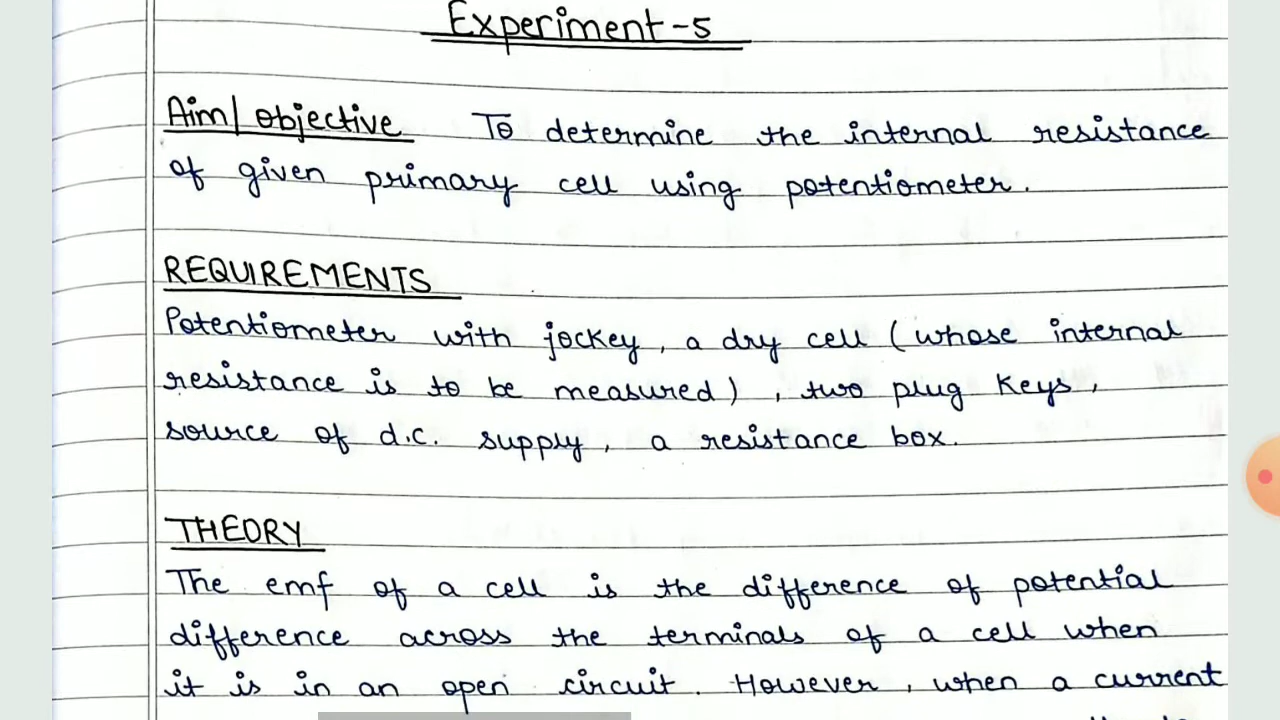 Experiment-5
Aim/objective To determine the internal resistance
of given primary cell using potentiometer.
REQUIREMENTS
Potentiometer with jockey, a dry cell (whose internal
resistance is to be measured), two plug keys,
source of d.c. supply, a resistance box.
THEORY
The emf of a cell is the difference of potential
difference across the terminals of a cell when
it is in an open circuit. However, when a current